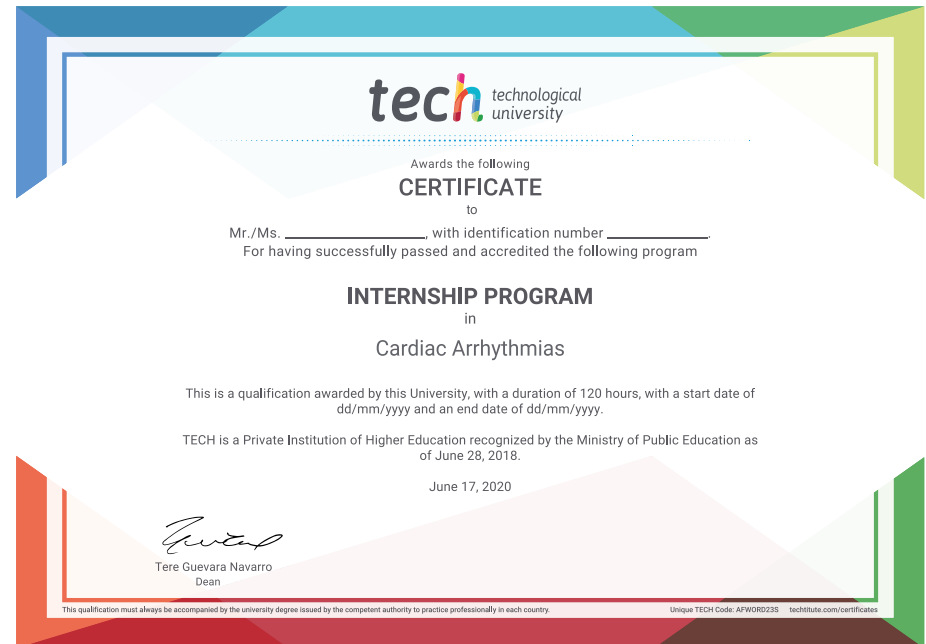 tech technological
university
Awards the following
CERTIFICATE
to
Mr./Ms. ____________________, with identification number ______________.
For having successfully passed and accredited the following program
INTERNSHIP PROGRAM
in
Cardiac Arrhythmias
This is a qualification awarded by this University, with a duration of 120 hours, with a start date of
dd/mm/yyyy and an end date of dd/mm/yyyy.
TECH is a Private Institution of Higher Education recognized by the Ministry of Public Education as
of June 28, 2018.
June 17, 2020
Tere Guevara Navarro
Dean
This qualification must always be accompanied by the university degree issued by the competent authority to practice professionally in each country.
Unique TECH Code: AFWORD23S techtitute.com/certificates